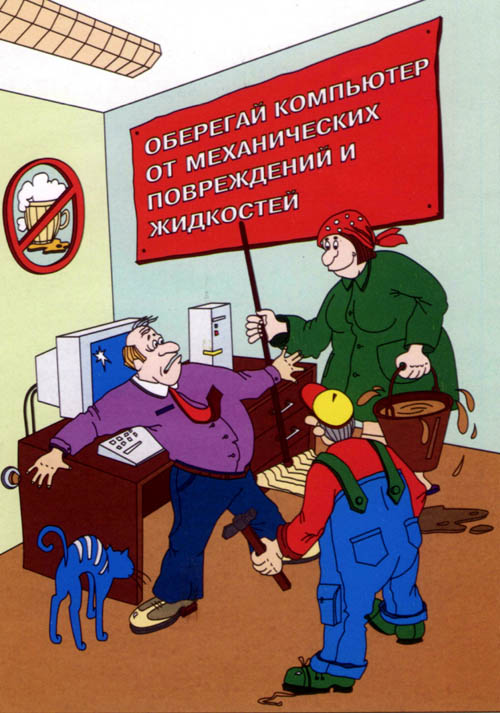 ОБЕРЕГАЙ КОМПЬЮТЕР
ОТ МЕХАНИЧЕСКИХ
ПОВРЕЖДЕНИЙ И
ЖИДКОСТЕЙ